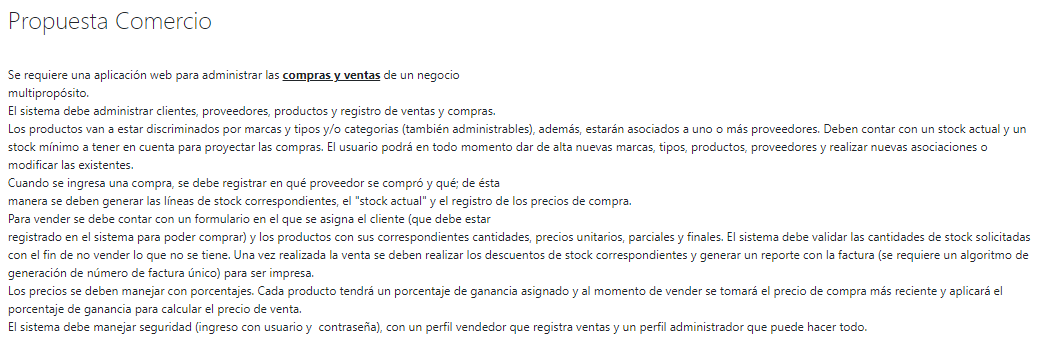 Propuesta Comercio
Se requiere una aplicación web para administrar las compras y ventas de un negocio
multipropósito.
El sistema debe administrar clientes, proveedores, productos y registro de ventas y compras.
Los productos van a estar discriminados por marcas y tipos y/o categorias (también administrables), además, estarán asociados a uno o más proveedores. Deben contar con un stock actual y un
stock mínimo a tener en cuenta para proyectar las compras. El usuario podrá en todo momento dar de alta nuevas marcas, tipos, productos, proveedores y realizar nuevas asociaciones o
modificar las existentes.
Cuando se ingresa una compra, se debe registrar en qué proveedor se compró y qué; de ésta
manera se deben generar las líneas de stock correspondientes, el "stock actual" y el registro de los precios de compra.
Para vender se debe contar con un formulario en el que se asigna el cliente (que debe estar
registrado en el sistema para poder comprar) y los productos con sus correspondientes cantidades, precios unitarios, parciales y finales. El sistema debe validar las cantidades de stock solicitadas
con el fin de no vender lo que no se tiene. Una vez realizada la venta se deben realizar los descuentos de stock correspondientes y generar un reporte con la factura (se requiere un algoritmo de
generación de número de factura único) para ser impresa.
Los precios se deben manejar con porcentajes. Cada producto tendrá un porcentaje de ganancia asignado y al momento de vender se tomará el precio de compra más reciente y aplicará el
porcentaje de ganancia para calcular el precio de venta.
El sistema debe manejar seguridad (ingreso con usuario y  contraseña), con un perfil vendedor que registra ventas y un perfil administrador que puede hacer todo.